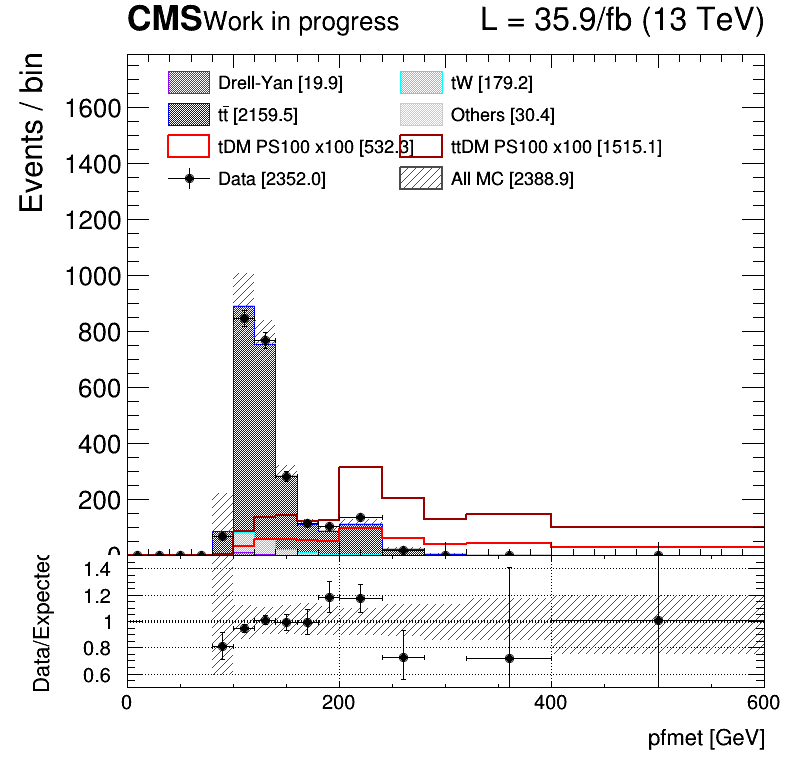 CMS Work in progress L = 35.9/fb (13 TeV)
Events / bin
Drell-Yan [19.9] tW [179.2]
tt̄ [2159.5] Others [30.4]
tDM PS100 x100 [532.3] ttDM PS100 x100 [1515.1]
Data [2352.0] All MC [2388.9]
1600
1400
1200
1000
800
600
400
200
0
Data/Expected
1.4
1.2
1
0.8
0.6
0 200 400 600
pfmet [GeV]